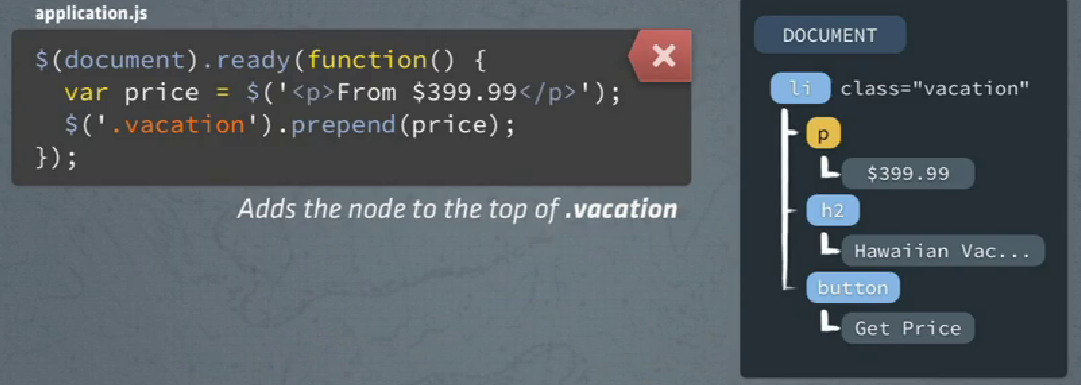 application.js
$(document).ready(function() {
var price = $('<p>From $399.99</p>');
$('.vacation').prepend(price);
});
Adds the node to the top of .vacation
DOCUMENT
li class="vacation"
p
$399.99
h2
Hawaiian Vac...
button
Get Price